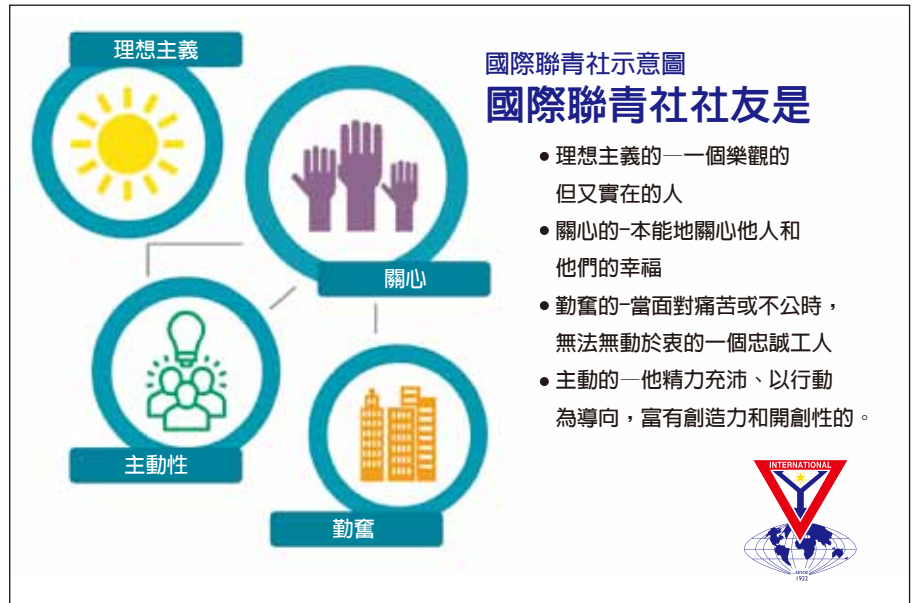 理想主義
關心
主動性
勤奮
國際聯青社示意圖
國際聯青社社友是
• 理想主義的—一個樂觀的
但又實在的人
• 關心的-本能地關心他人和
他們的幸福
• 勤奮的-當面對痛苦或不公時，
無法無動於衷的一個忠誠工人
• 主動的—他精力充沛、以行動
為導向，富有創造力和開創性的。
INTERNATIONAL
since
1922